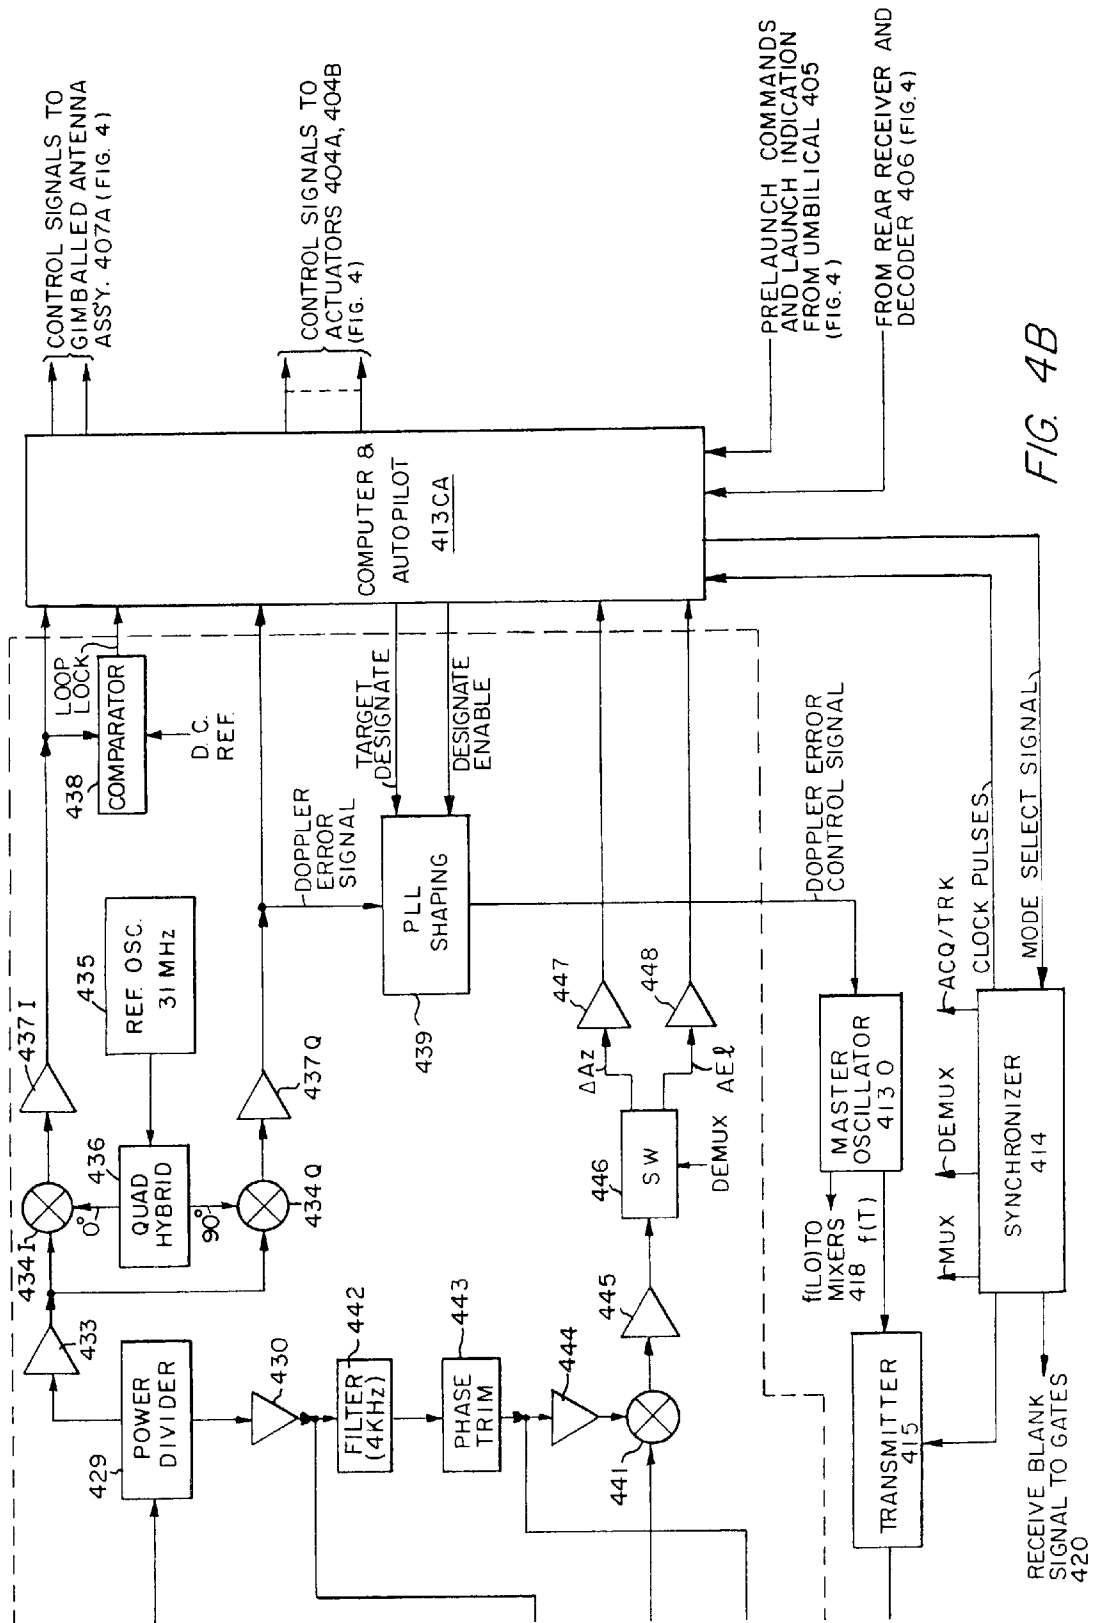 CONTROL SIGNALS TO
GIMBALLED ANTENNA
ASS'Y. 407A (FIG. 4)
CONTROL SIGNALS TO
ACTUATORS 404A, 404B
(FIG. 4)
PRELAUNCH COMMANDS
AND LAUNCH INDICATION
FROM UMBILICAL 405
(FIG. 4)
FROM REAR RECEIVER AND
DECODER 406 (FIG. 4)
COMPUTER &
AUTOPILOT
413CA
LOOP
LOCK
438
COMPARATOR
D. C.
REF.
TARGET
DESIGNATE
DESIGNATE
ENABLE
DOPPLER
ERROR
SIGNAL
PLL
SHAPING
439
437I
435
REF. OSC.
31 MHz
437Q
434I
0°
436
QUAD
HYBRID
90°
434Q
433
429
POWER
DIVIDER
430
442
FILTER
(4KHz)
443
PHASE
TRIM
444
441
445
446
SW
DEMUX
ΔAz
447
448
ΔEℓ
DOPPLER ERROR
CONTROL SIGNAL
MASTER
OSCILLATOR
413 O
f(LO) TO
MIXERS
418
f(T)
TRANSMITTER
415
MUX
DEMUX
ACQ/TRK
CLOCK PULSES
MODE SELECT SIGNAL
SYNCHRONIZER
414
RECEIVE BLANK
SIGNAL TO GATES
420
FIG. 4B